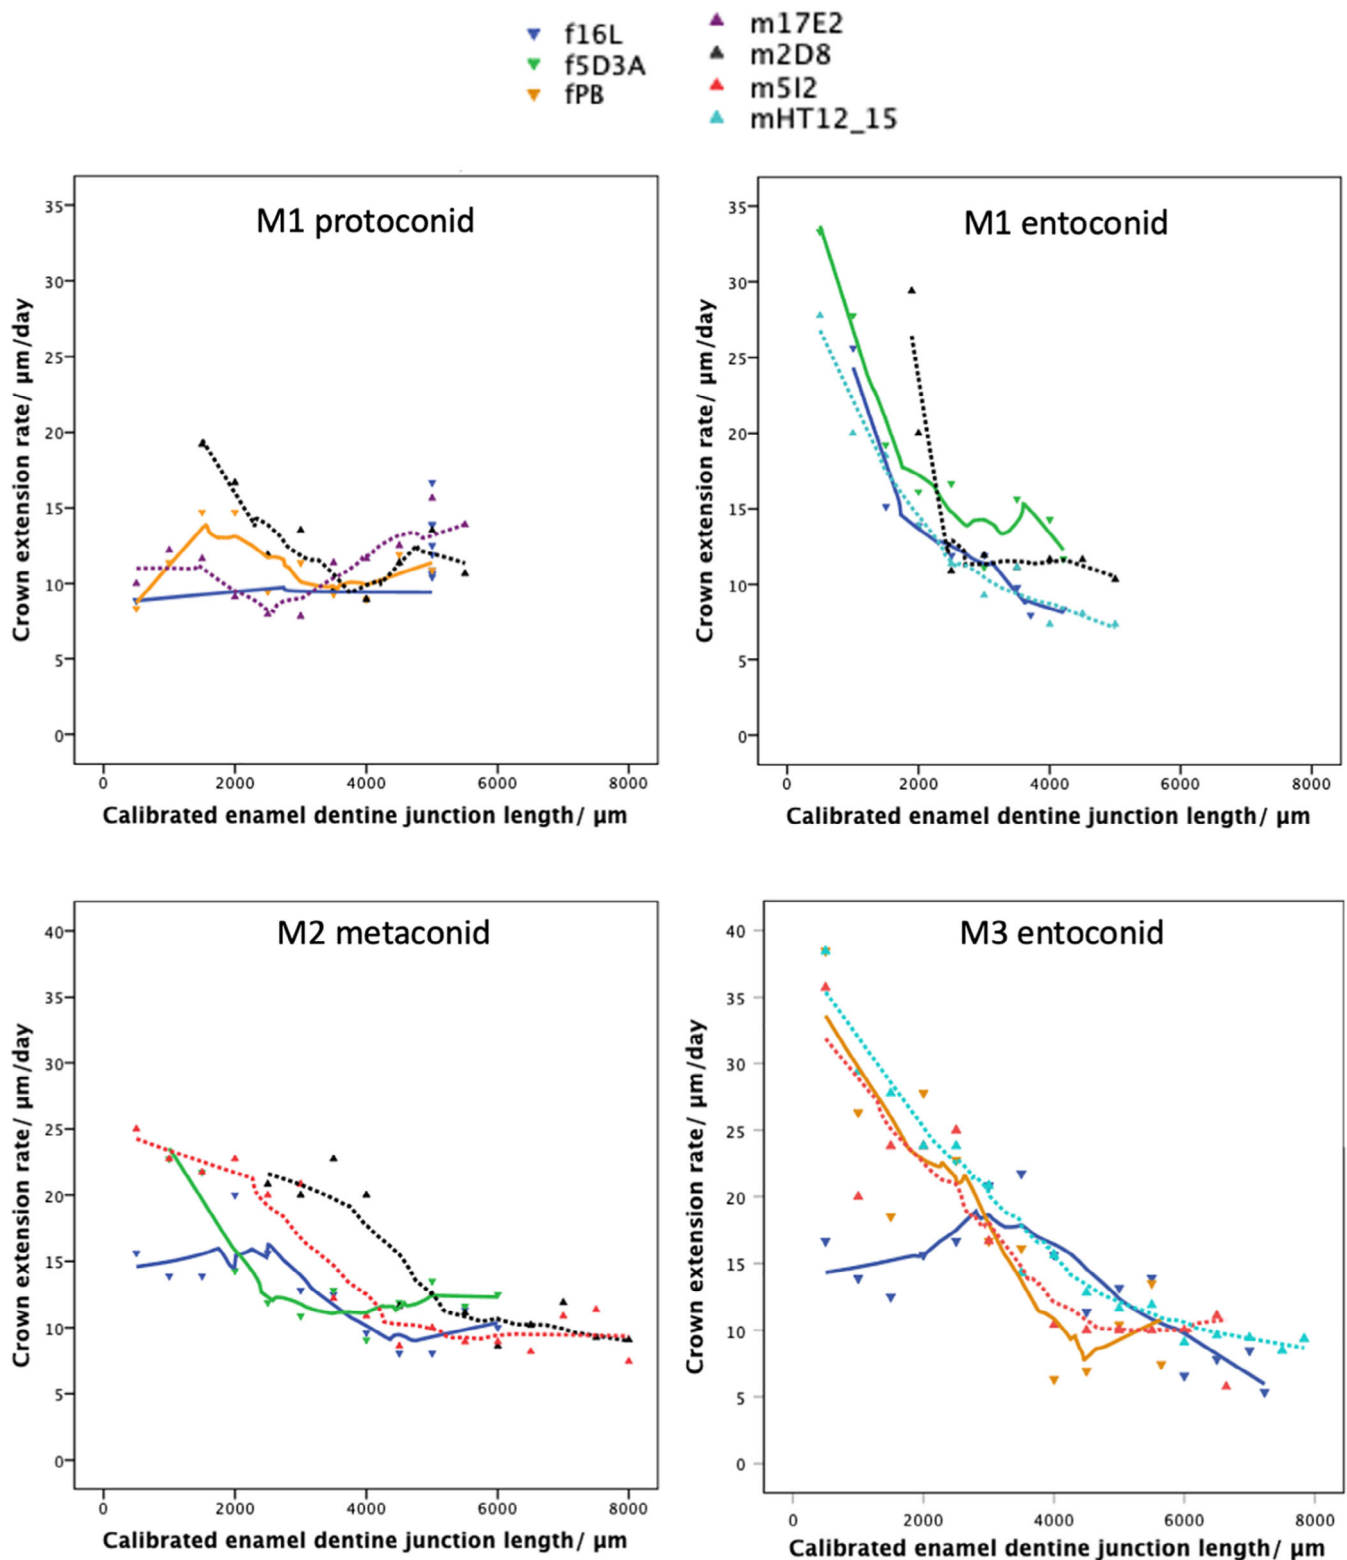 f16L
f5D3A
fPB
m17E2
m2D8
m5I2
mHT12_15
M1 protoconid
35
30
25
20
15
10
5
0
Crown extension rate/ µm/day
0 2000 4000 6000 8000
Calibrated enamel dentine junction length/ µm
M1 entoconid
35
30
25
20
15
10
5
0
Crown extension rate/ µm/day
0 2000 4000 6000 8000
Calibrated enamel dentine junction length/ µm
M2 metaconid
40
35
30
25
20
15
10
5
0
Crown extension rate/ µm/day
0 2000 4000 6000 8000
Calibrated enamel dentine junction length/ µm
M3 entoconid
40
35
30
25
20
15
10
5
0
Crown extension rate/ µm/day
0 2000 4000 6000 8000
Calibrated enamel dentine junction length/ µm